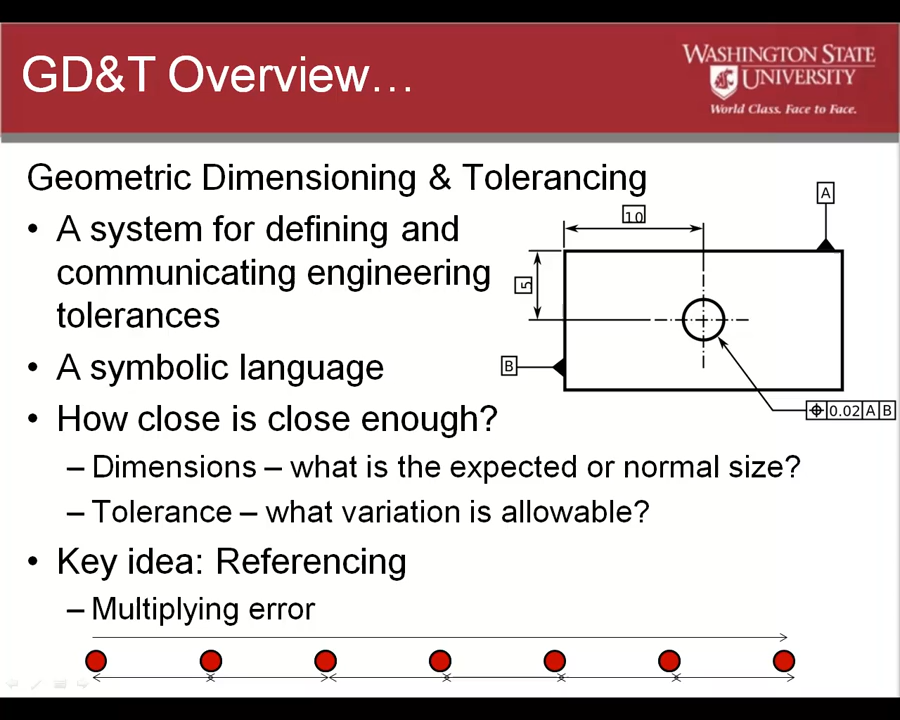 GD&T Overview...
WASHINGTON STATE
UNIVERSITY
World Class. Face to Face.
Geometric Dimensioning & Tolerancing
• A system for defining and
communicating engineering
tolerances
• A symbolic language
• How close is close enough?
– Dimensions – what is the expected or normal size?
– Tolerance – what variation is allowable?
• Key idea: Referencing
– Multiplying error
A
10
5
B
⌖ 0.02 A B